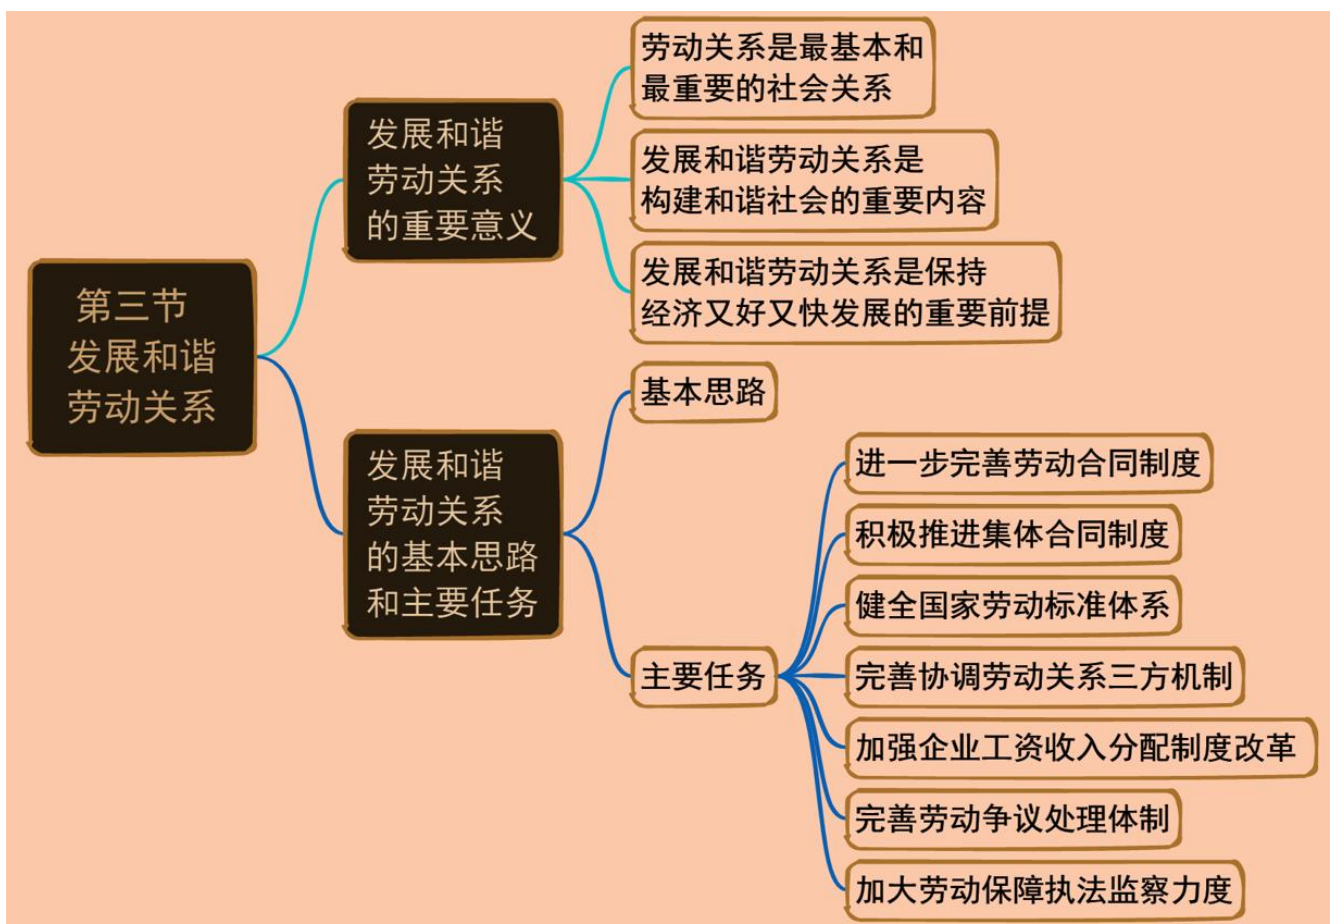 第三节
发展和谐
劳动关系
发展和谐
劳动关系
的重要意义
劳动关系是最基本和
最重要的社会关系
发展和谐劳动关系是
构建和谐社会的重要内容
发展和谐劳动关系是保持
经济又好又快发展的重要前提
发展和谐
劳动关系
的基本思路
和主要任务
基本思路
主要任务
进一步完善劳动合同制度
积极推进集体合同制度
健全国家劳动标准体系
完善协调劳动关系三方机制
加强企业工资收入分配制度改革
完善劳动争议处理体制
加大劳动保障执法监察力度